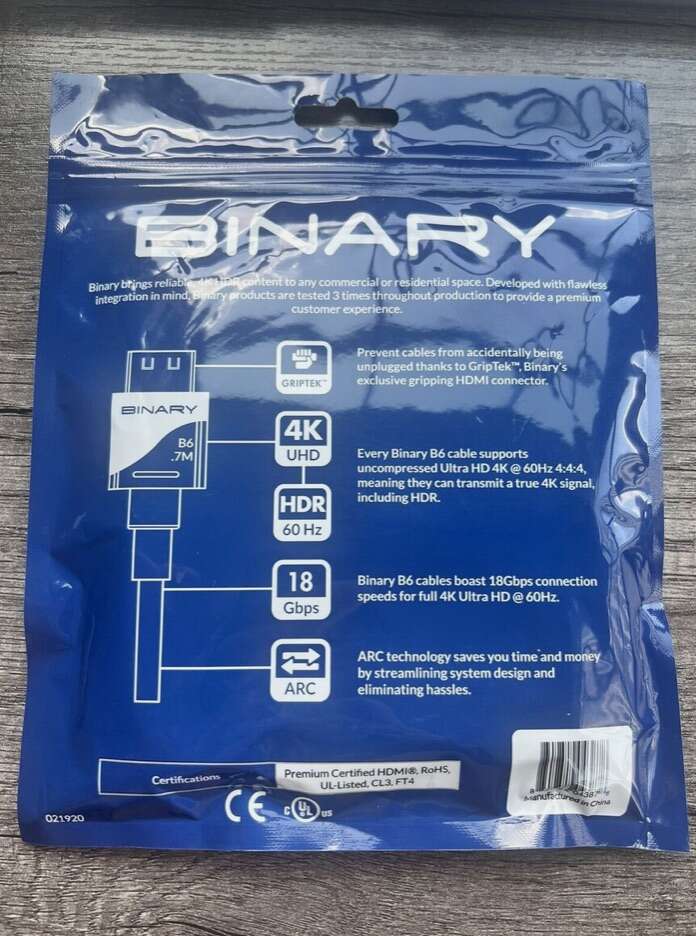 BINARY
Binary brings reliable 4K HDR content to any commercial or residential space. Developed with flawless
integration in mind, Binary products are tested 3 times throughout production to provide a premium
customer experience.
GRIPTEK™
Prevent cables from accidentally being
unplugged thanks to GripTek™, Binary's
exclusive gripping HDMI connector.
BINARY
B6
.7M
4K
UHD
HDR
60 Hz
Every Binary B6 cable supports
uncompressed Ultra HD 4K @ 60Hz 4:4:4,
meaning they can transmit a true 4K signal,
including HDR.
18
Gbps
Binary B6 cables boast 18Gbps connection
speeds for full 4K Ultra HD @ 60Hz.
ARC
ARC technology saves you time and money
by streamlining system design and
eliminating hassles.
Certifications
Premium Certified HDMI®, RoHS,
UL-Listed, CL3, FT4
CE
C UL US
Manufactured in China
021920